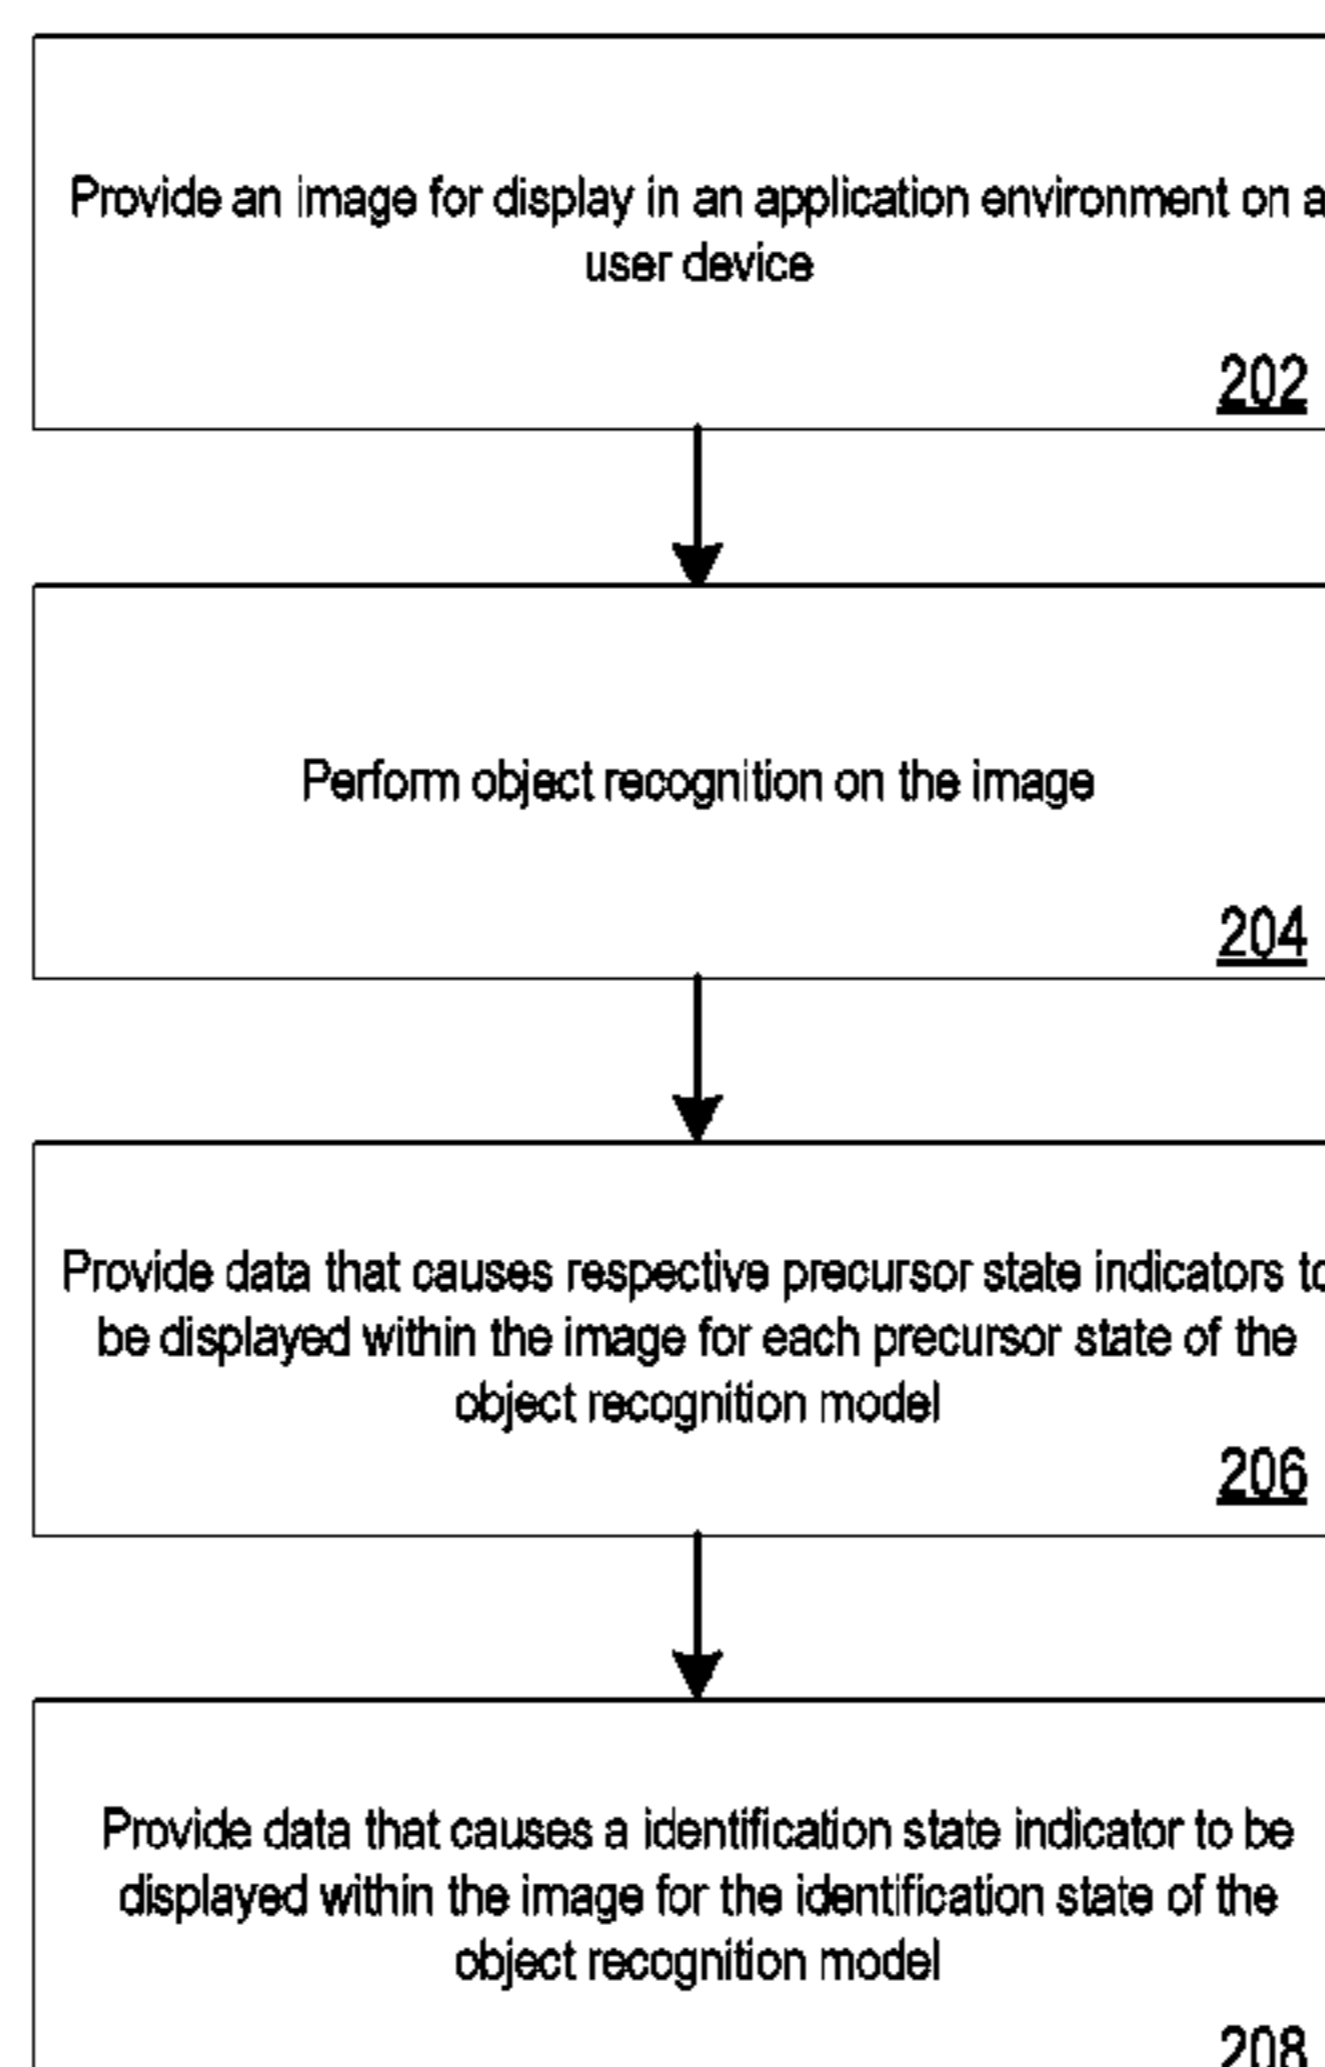 Provide an image for display in an application environment on a
user device
202
Perform object recognition on the image
204
Provide data that causes respective precursor state indicators to
be displayed within the image for each precursor state of the
object recognition model
206
Provide data that causes a identification state indicator to be
displayed within the image for the identification state of the
object recognition model
208